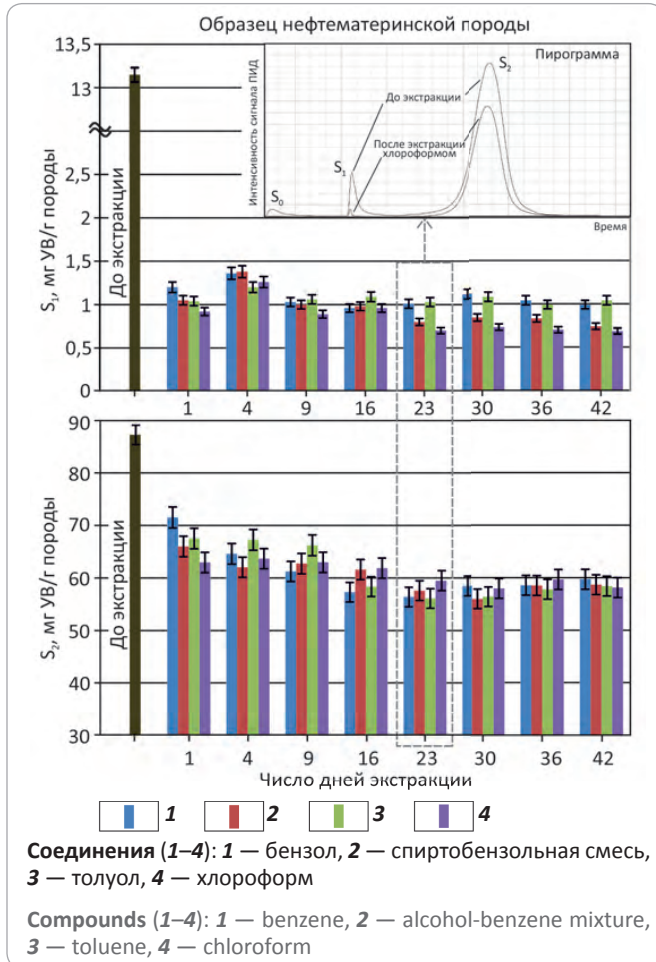 Образец нефтематеринской породы
13,5
13
2,5
2
1,5
1
0,5
0
S₁, мг УВ/г породы
До экстракции
Интенсивность сигнала ПИД
Пирограмма
S₂
До экстракции
После экстракции
хлороформом
S₁
S₀
Время
1 4 9 16 23 30 36 42
90
80
70
60
50
40
30
S₂, мг УВ/г породы
До экстракции
1 4 9 16 23 30 36 42
Число дней экстракции
1 2 3 4
Соединения (1–4): 1 — бензол, 2 — спиртобензольная смесь,
3 — толуол, 4 — хлороформ
Compounds (1–4): 1 — benzene, 2 — alcohol-benzene mixture,
3 — toluene, 4 — chloroform